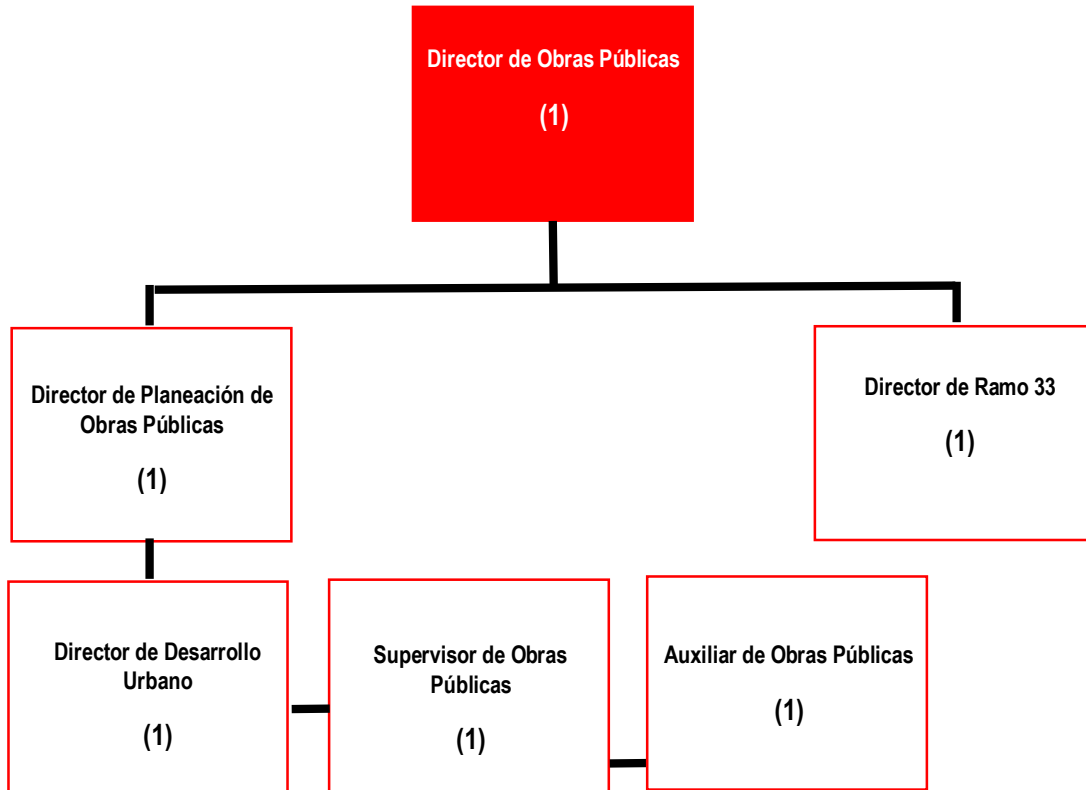 Director de Obras Públicas
(1)
Director de Planeación de
Obras Públicas
(1)
Director de Ramo 33
(1)
Director de Desarrollo
Urbano
(1)
Supervisor de Obras
Públicas
(1)
Auxiliar de Obras Públicas
(1)